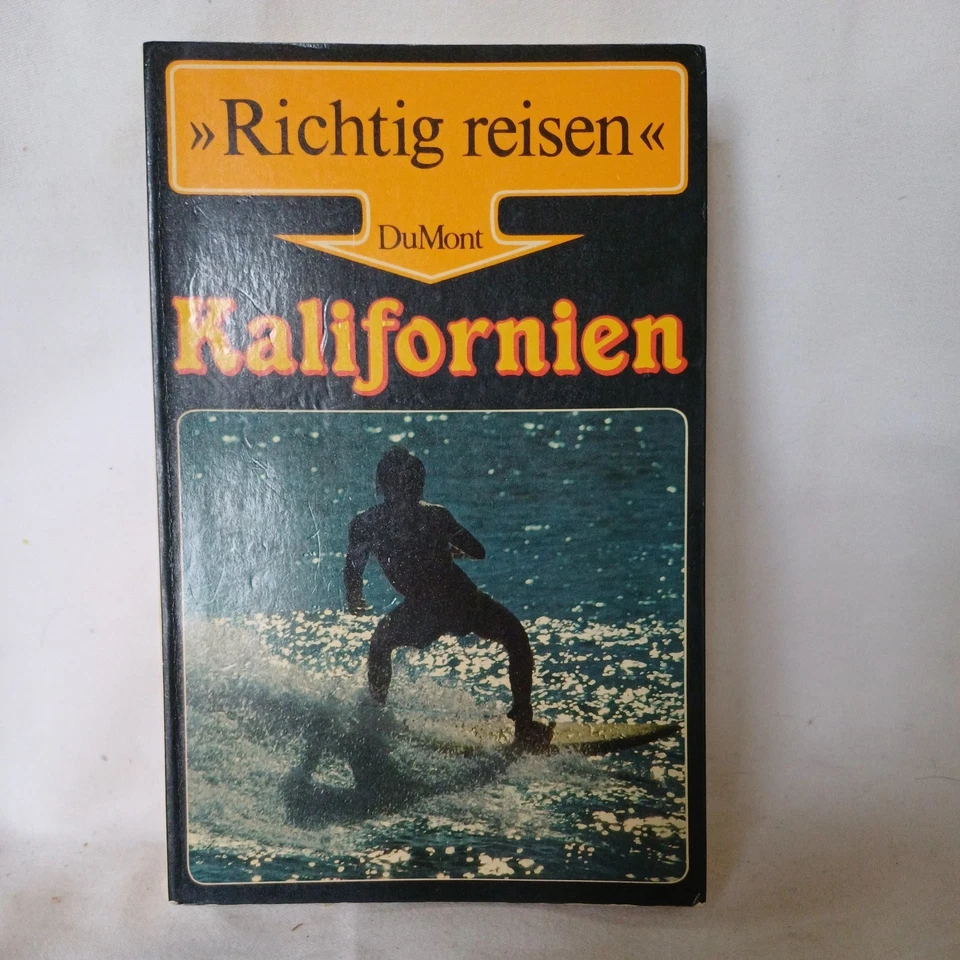 »Richtig reisen«
DuMont
Kalifornien